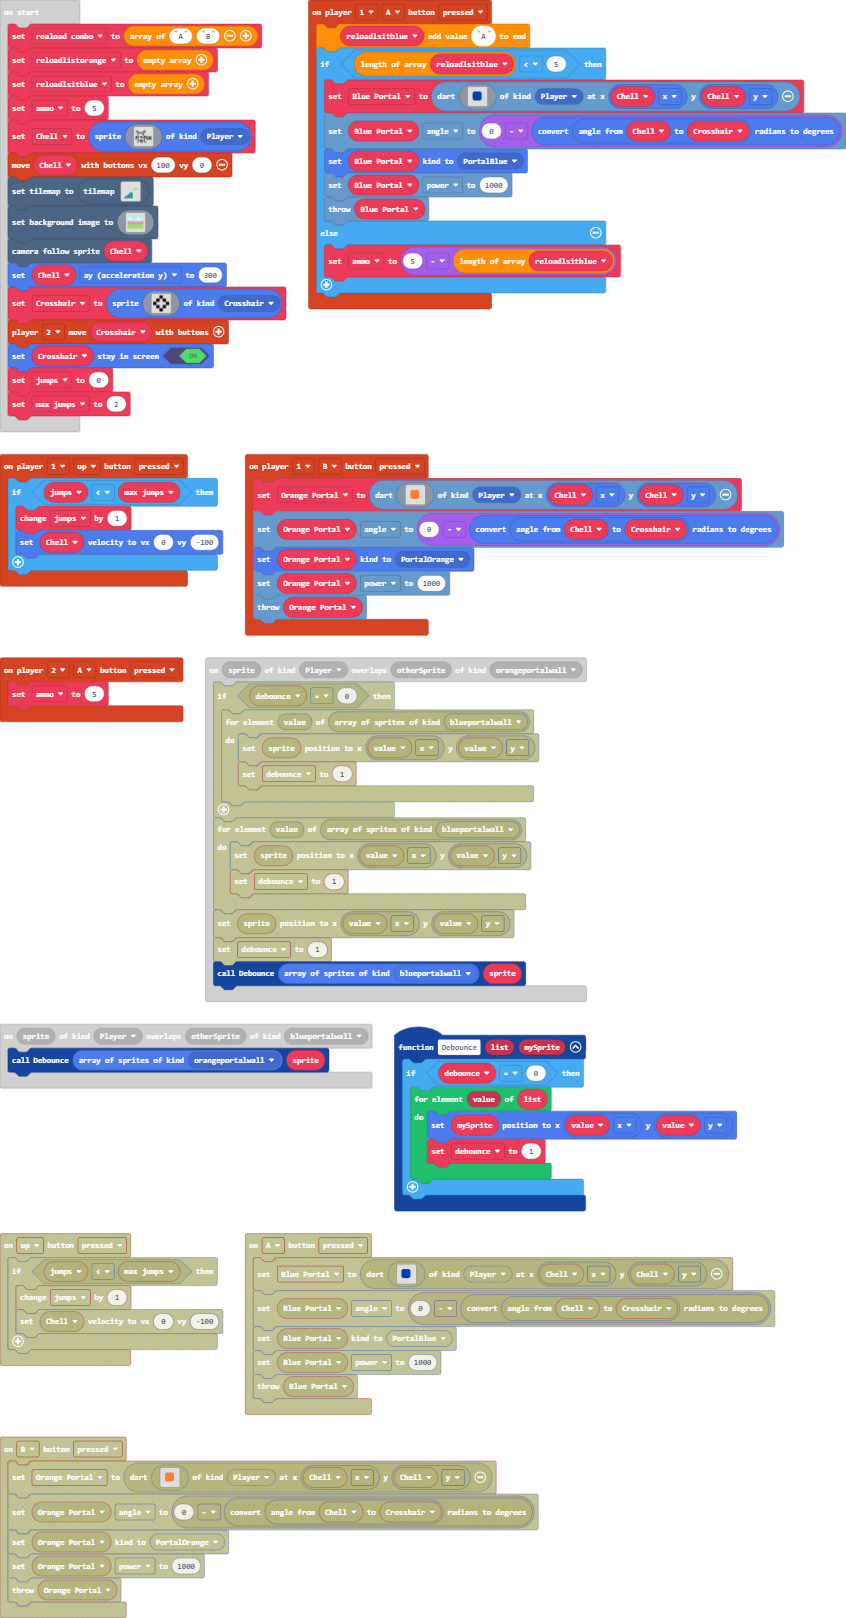 on start
set reaload combo to array of "A" "B"
set reloadlistorange to empty array
set reloadlsitblue to empty array
set ammo to 5
set Chell to sprite of kind Player
move Chell with buttons vx 100 vy 0
set tilemap to tilemap
set background image to
camera follow sprite Chell
set Chell ay (acceleration y) to 300
set Crosshair to sprite of kind Crosshair
player 2 move Crosshair with buttons
set Crosshair stay in screen ON
set jumps to 0
set max jumps to 2
on player 1 A button pressed
reloadlsitblue add value "A" to end
if length of array reloadlsitblue < 5 then
set Blue Portal to dart of kind Player at x Chell x y Chell y
set Blue Portal angle to 0 - convert angle from Chell to Crosshair radians to degrees
set Blue Portal kind to PortalBlue
set Blue Portal power to 1000
throw Blue Portal
else
set ammo to 5 - length of array reloadlsitblue
on player 1 up button pressed
if jumps < max jumps then
change jumps by 1
set Chell velocity to vx 0 vy -100
on player 1 B button pressed
set Orange Portal to dart of kind Player at x Chell x y Chell y
set Orange Portal angle to 0 - convert angle from Chell to Crosshair radians to degrees
set Orange Portal kind to PortalOrange
set Orange Portal power to 1000
throw Orange Portal
on player 2 A button pressed
set ammo to 5
on sprite of kind Player overlaps otherSprite of kind orangeportalwall
if debounce = 0 then
for element value of array of sprites of kind blueportalwall
do
set sprite position to x value x y value y
set debounce to 1
for element value of array of sprites of kind blueportalwall
do
set sprite position to x value x y value y
set debounce to 1
set sprite position to x value x y value y
set debounce to 1
call Debounce array of sprites of kind blueportalwall sprite
on sprite of kind Player overlaps otherSprite of kind blueportalwall
call Debounce array of sprites of kind orangeportalwall sprite
function Debounce list mySprite
if debounce = 0 then
for element value of list
do
set mySprite position to x value x y value y
set debounce to 1
on up button pressed
if jumps < max jumps then
change jumps by 1
set Chell velocity to vx 0 vy -100
on A button pressed
set Blue Portal to dart of kind Player at x Chell x y Chell y
set Blue Portal angle to 0 - convert angle from Chell to Crosshair radians to degrees
set Blue Portal kind to PortalBlue
set Blue Portal power to 1000
throw Blue Portal
on B button pressed
set Orange Portal to dart of kind Player at x Chell x y Chell y
set Orange Portal angle to 0 - convert angle from Chell to Crosshair radians to degrees
set Orange Portal kind to PortalOrange
set Orange Portal power to 1000
throw Orange Portal